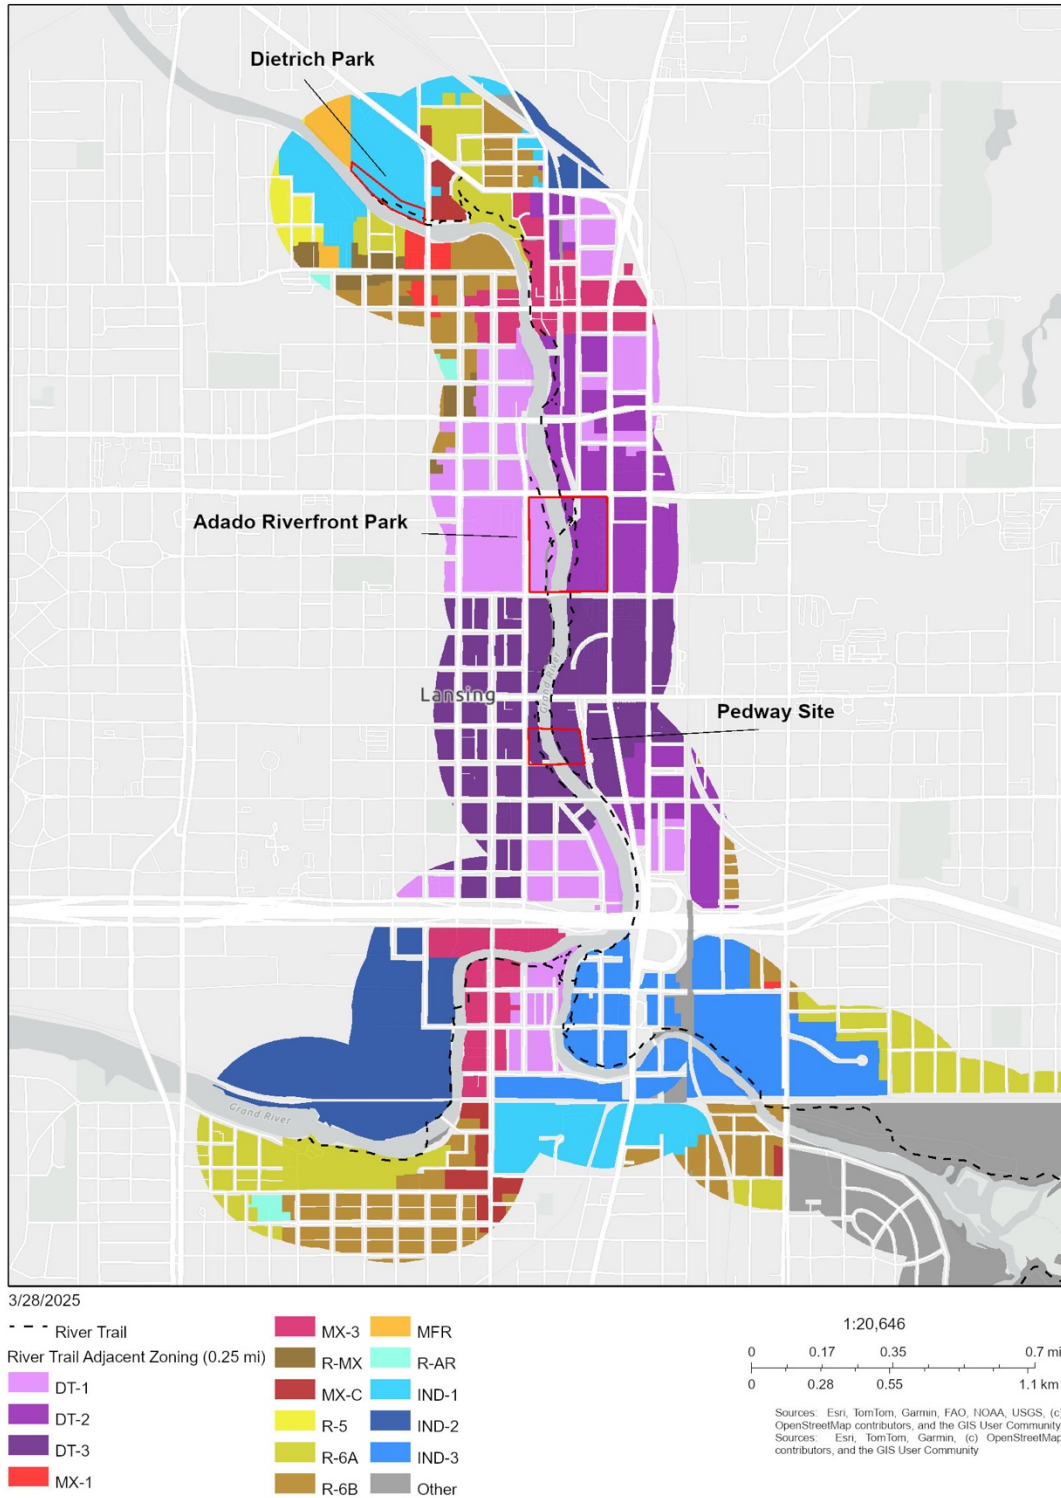 Dietrich Park
Adado Riverfront Park
Grand River
Lansing
Pedway Site
Grand River
3/28/2025
River Trail
River Trail Adjacent Zoning (0.25 mi)
DT-1
DT-2
DT-3
MX-1
MX-3
R-MX
MX-C
R-5
R-6A
R-6B
MFR
R-AR
IND-1
IND-2
IND-3
Other
1:20,646
0 0.17 0.35 0.7 mi
0 0.28 0.55 1.1 km
Sources: Esri, TomTom, Garmin, FAO, NOAA, USGS, (c)
OpenStreetMap contributors, and the GIS User Community
Sources: Esri, TomTom, Garmin, (c) OpenStreetMap
contributors, and the GIS User Community